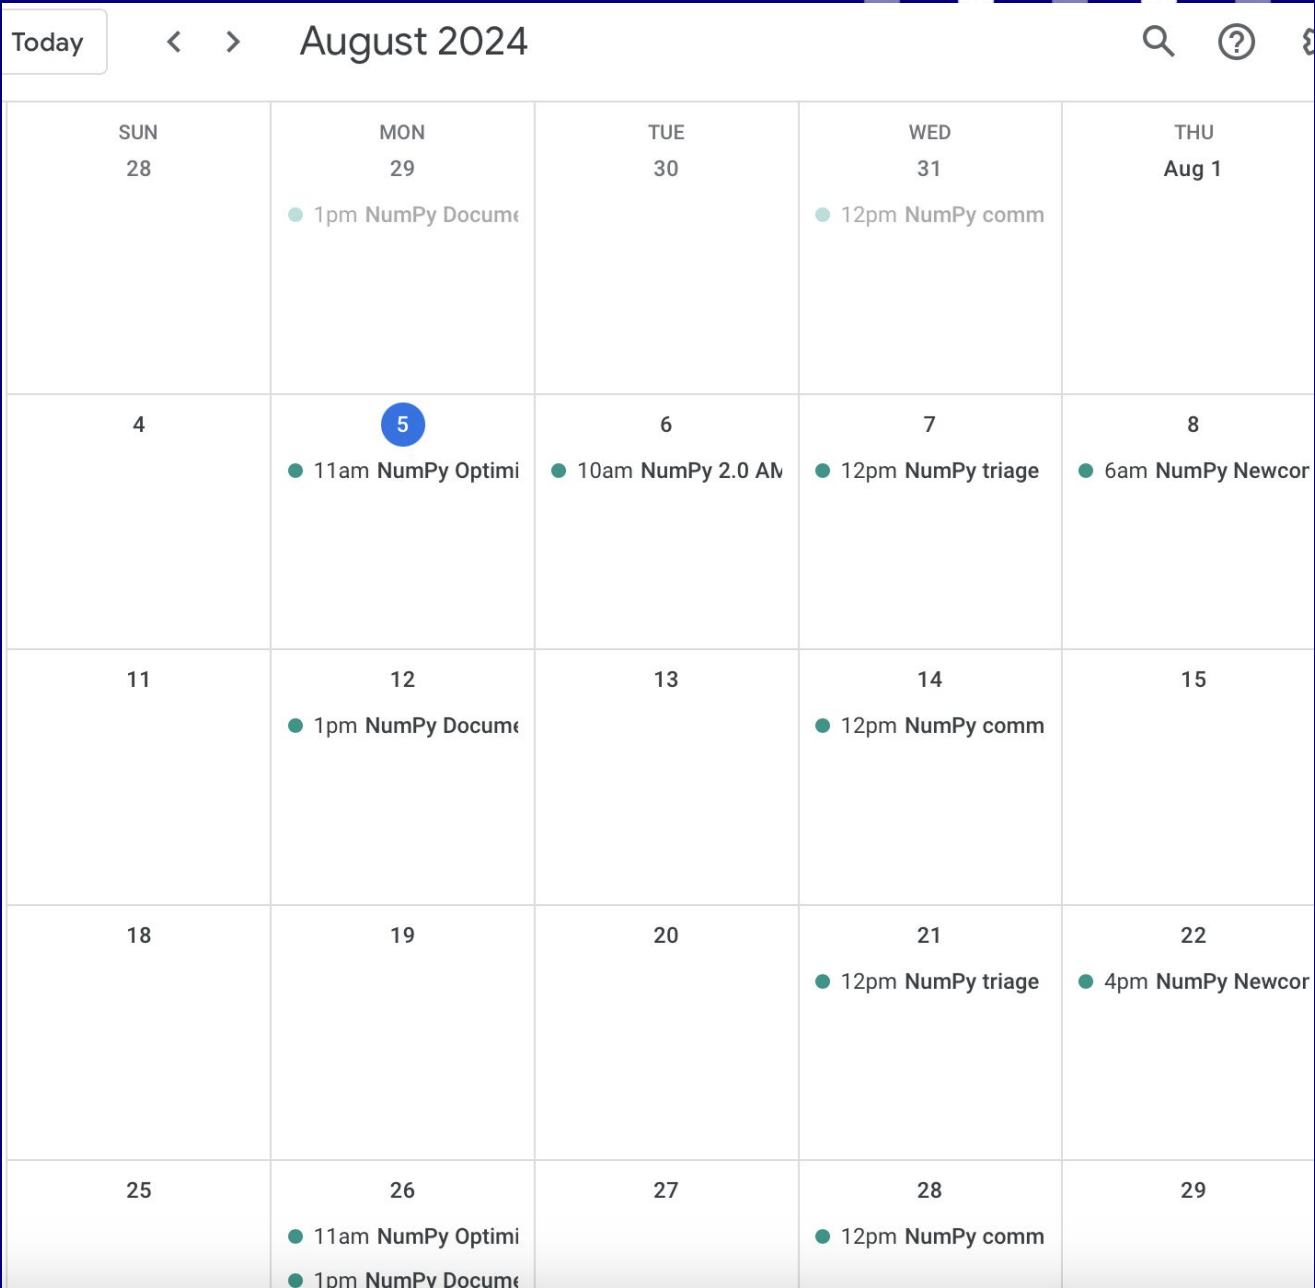 Today August 2024
SUN MON TUE WED THU
28 29 30 31 Aug 1
1pm NumPy Docume 12pm NumPy comm
4 5 6 7 8
11am NumPy Optimi 10am NumPy 2.0 AM 12pm NumPy triage 6am NumPy Newcor
11 12 13 14 15
1pm NumPy Docume 12pm NumPy comm
18 19 20 21 22
12pm NumPy triage 4pm NumPy Newcor
25 26 27 28 29
11am NumPy Optimi 12pm NumPy comm
1pm NumPy Docume